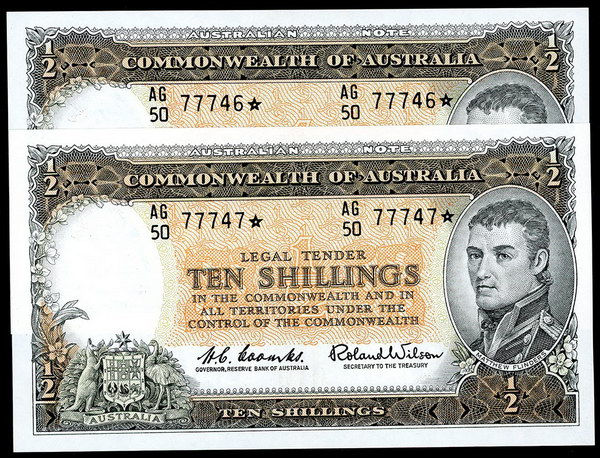 AUSTRALIAN NOTE
1/2 COMMONWEALTH OF AUSTRALIA 1/2
AG 50 77746☆ AG 50 77746☆
AUSTRALIAN NOTE
1/2 COMMONWEALTH OF AUSTRALIA 1/2
AG 50 77747☆ AG 50 77747☆
LEGAL TENDER
TEN SHILLINGS
IN THE COMMONWEALTH AND IN
ALL TERRITORIES UNDER THE
CONTROL OF THE COMMONWEALTH
H.C. Coombs. Roland Wilson
GOVERNOR, RESERVE BANK OF AUSTRALIA SECRETARY TO THE TREASURY
MATTHEW FLINDERS
1/2 AUSTRALIA TEN SHILLINGS 1/2